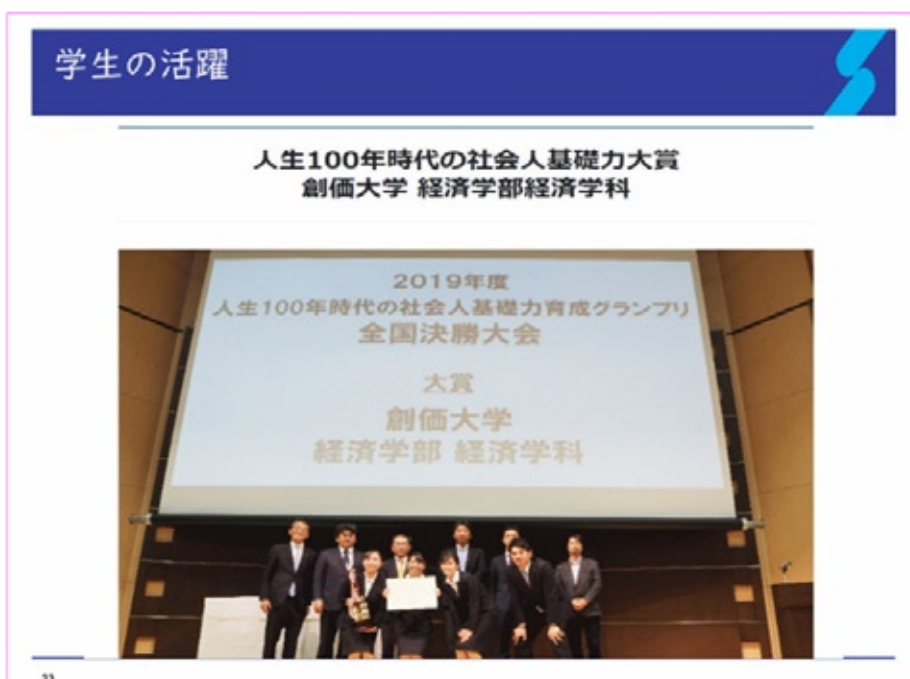 学生の活躍
人生100年時代の社会人基礎力大賞
創価大学 経済学部経済学科
2019年度
人生100年時代の社会人基礎力育成グランプリ
全国決勝大会
大賞
創価大学
経済学部 経済学科
23